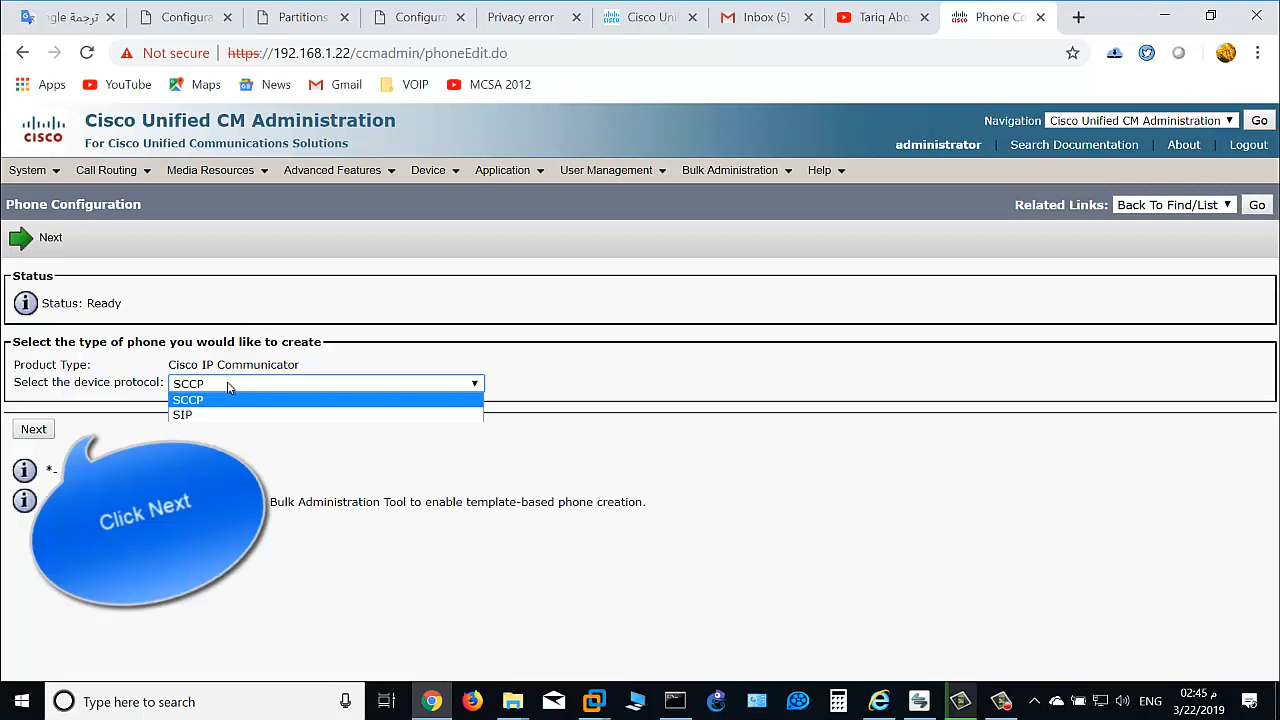 ترجمة gle
Configura
Partitions
Configura
Privacy error
Cisco Uni
Inbox (5)
Tariq Abo
Phone Co
Not secure
https://192.168.1.22/ccmadmin/phoneEdit.do
Apps
YouTube
Maps
News
Gmail
VOIP
MCSA 2012
CISCO
Cisco Unified CM Administration
For Cisco Unified Communications Solutions
Navigation Cisco Unified CM Administration Go
administrator | Search Documentation | About | Logout
System Call Routing Media Resources Advanced Features Device Application User Management Bulk Administration Help
Phone Configuration
Related Links: Back To Find/List Go
Next
Status
Status: Ready
Select the type of phone you would like to create
Product Type: Cisco IP Communicator
Select the device protocol: SCCP
SCCP
SIP
Next
*-
Bulk Administration Tool to enable template-based phone creation.
Click Next
Type here to search
ENG
02:45 م
3/22/2019